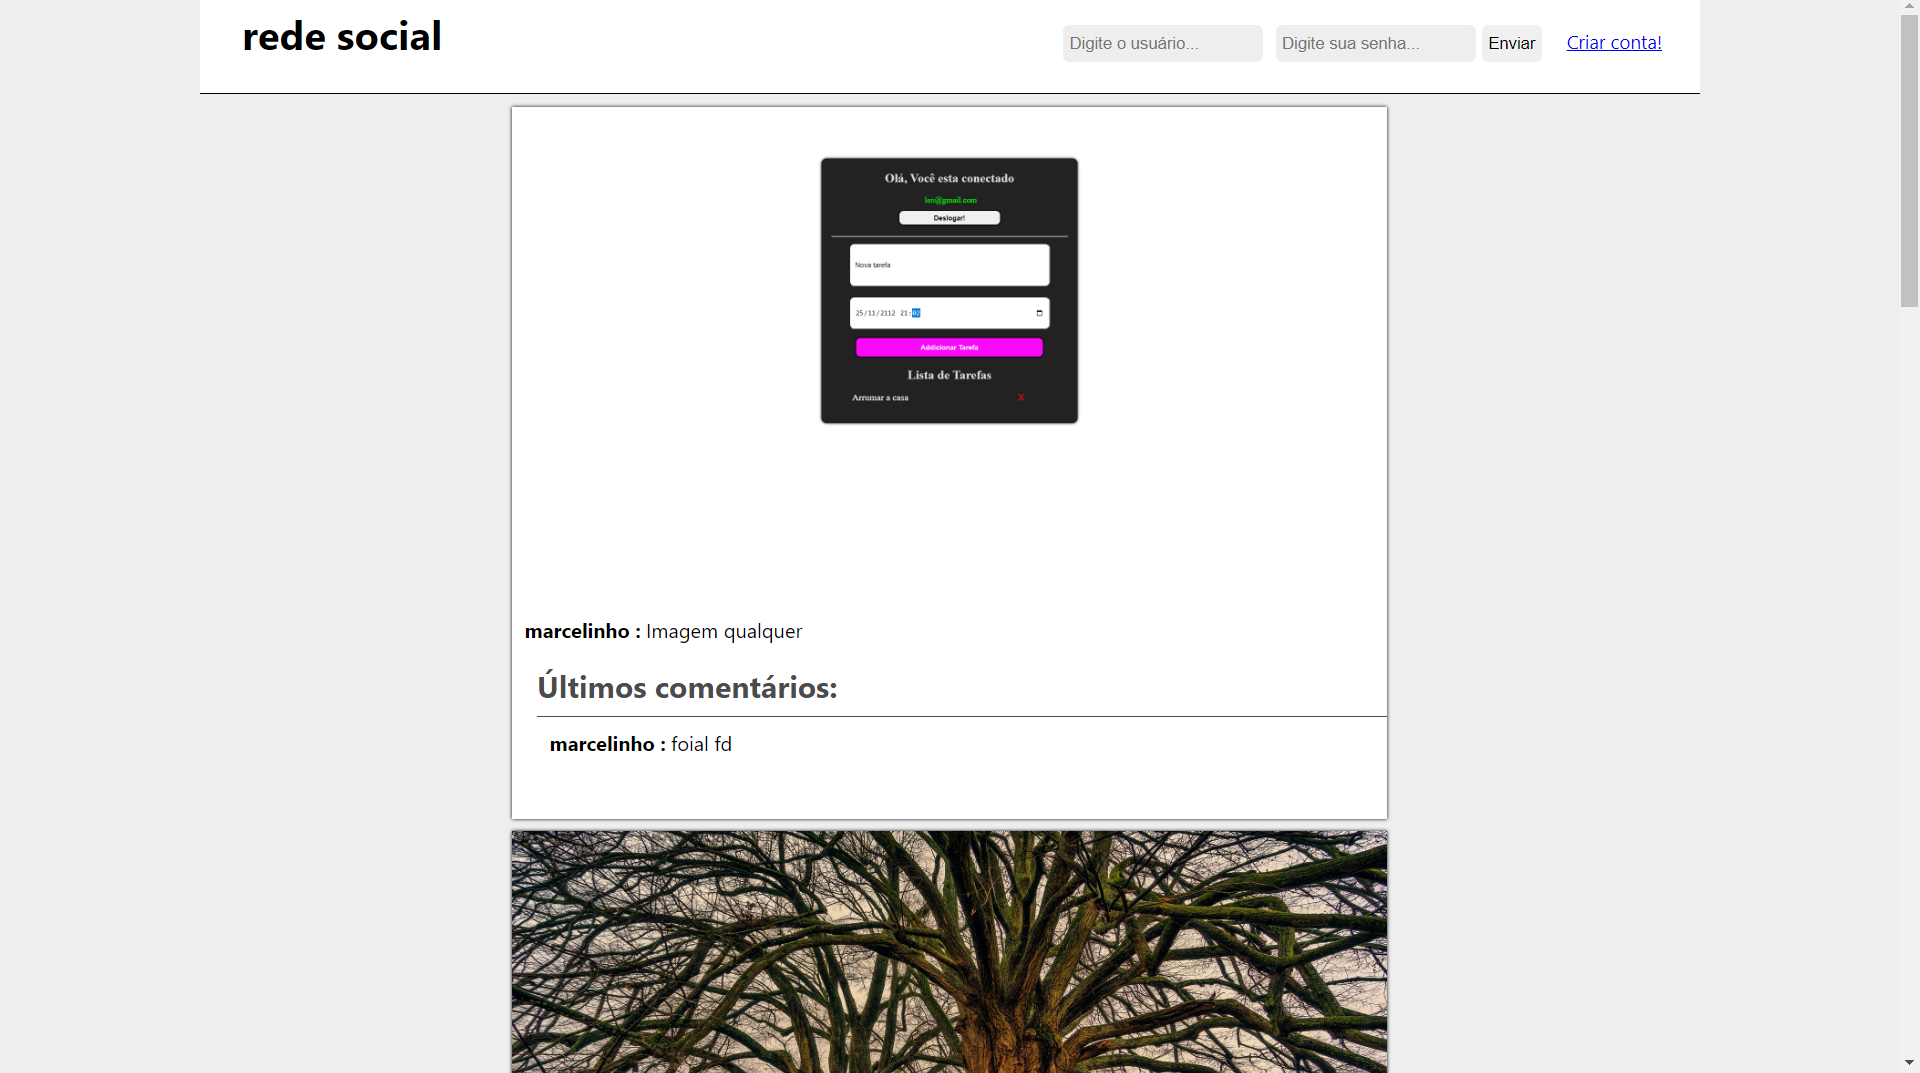 rede social
Digite o usuário...
Digite sua senha...
Enviar
Criar conta!
Olá, Você esta conectado
leo@gmail.com
Deslogar!
Nova tarefa
25/11/2112 21:02
Addicionar Tarefa
Lista de Tarefas
Arrumar a casa X
marcelinho : Imagem qualquer
Últimos comentários:
marcelinho : foial fd